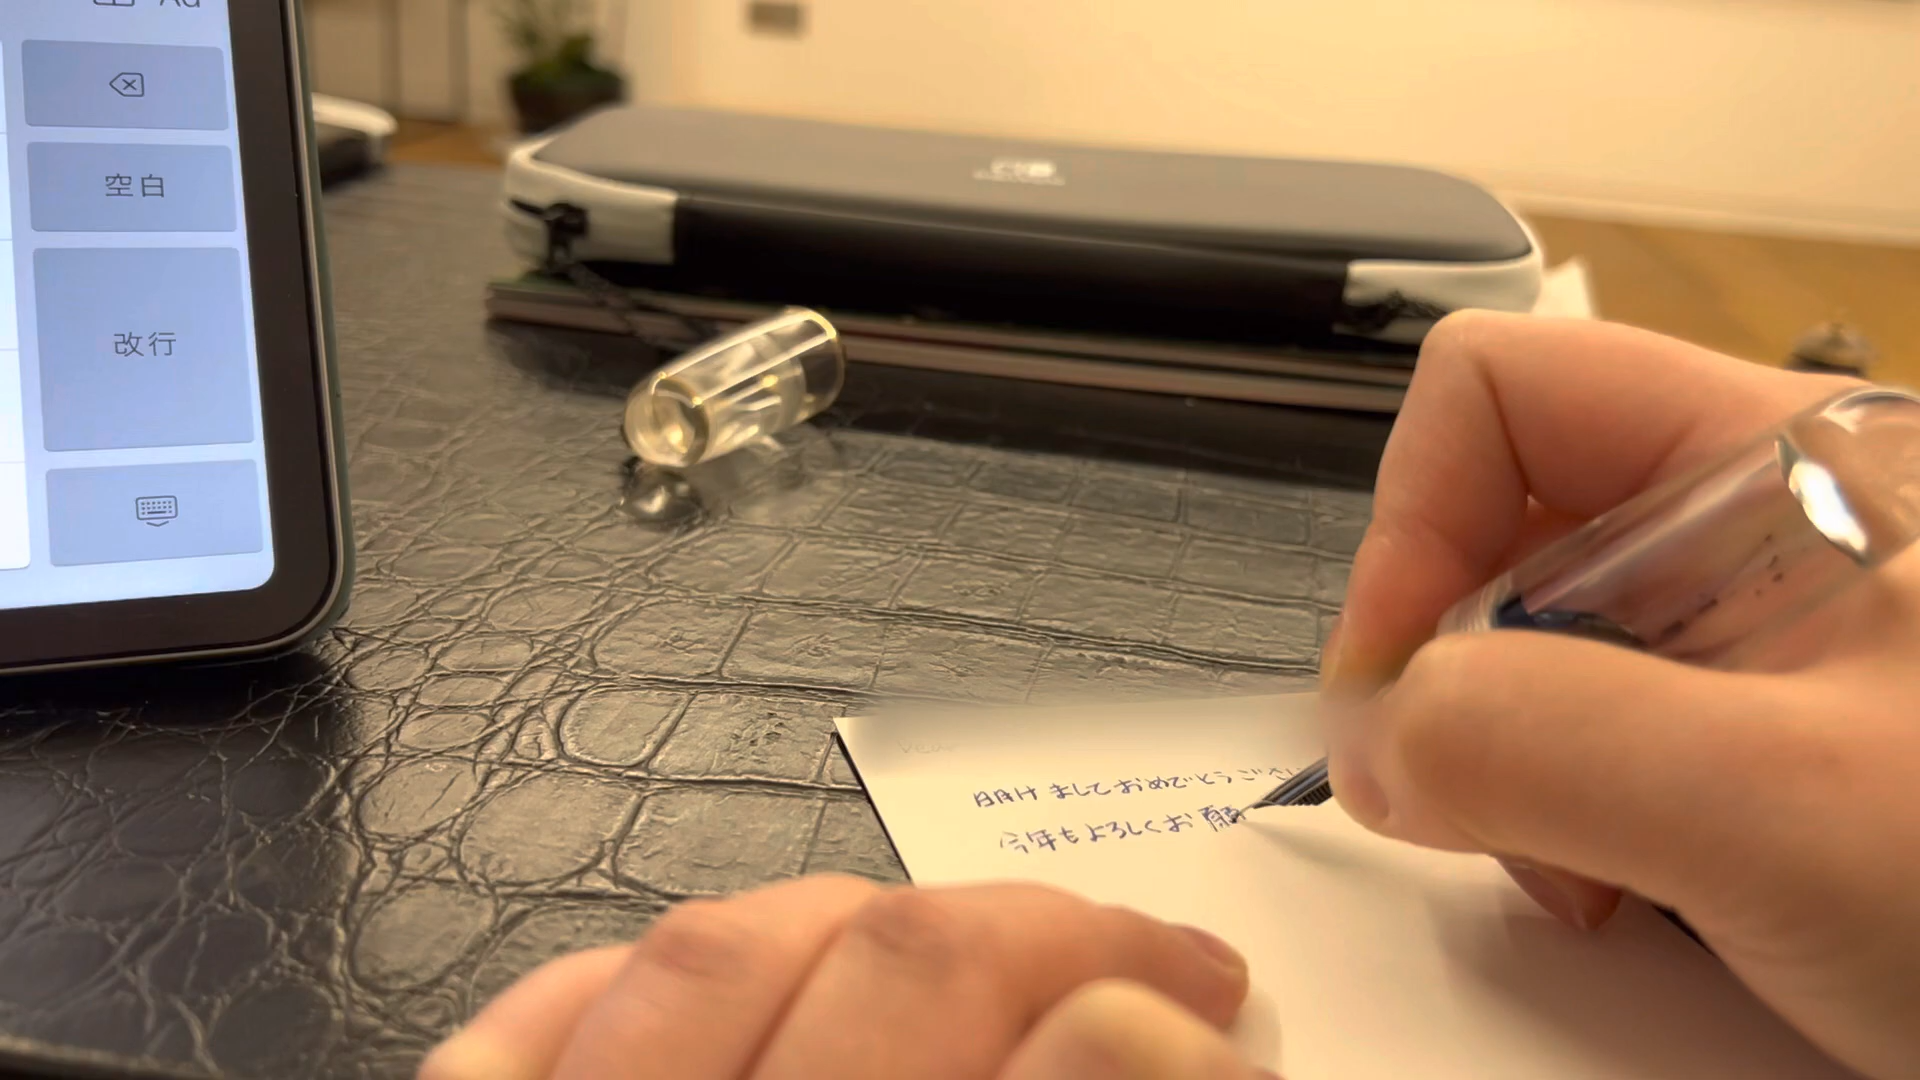 空白
改行
明けましておめでとうござ
今年もよろしくお願